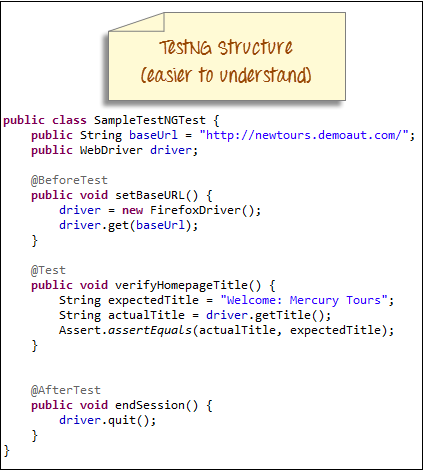 TestNG structure
(easier to understand)
public class SampleTestNGTest {
public String baseUrl = "http://newtours.demoaut.com/";
public WebDriver driver;
@BeforeTest
public void setBaseURL() {
driver = new FirefoxDriver();
driver.get(baseUrl);
}
@Test
public void verifyHomepageTitle() {
String expectedTitle = "Welcome: Mercury Tours";
String actualTitle = driver.getTitle();
Assert.assertEquals(actualTitle, expectedTitle);
}
@AfterTest
public void endSession() {
driver.quit();
}
}